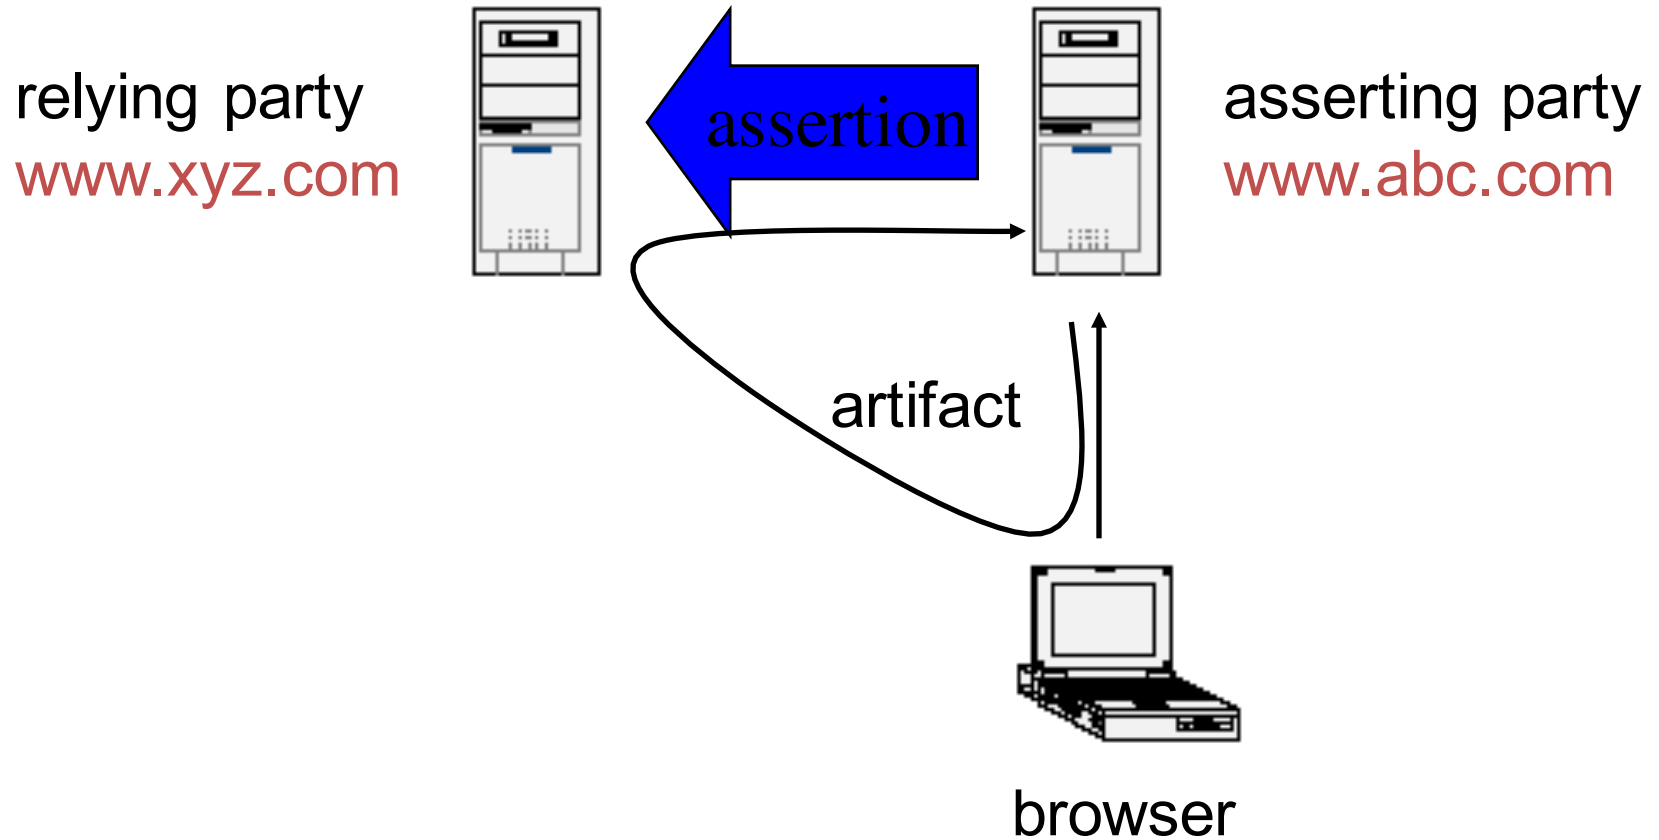 relying party
www.xyz.com
assertion
asserting party
www.abc.com
artifact
browser